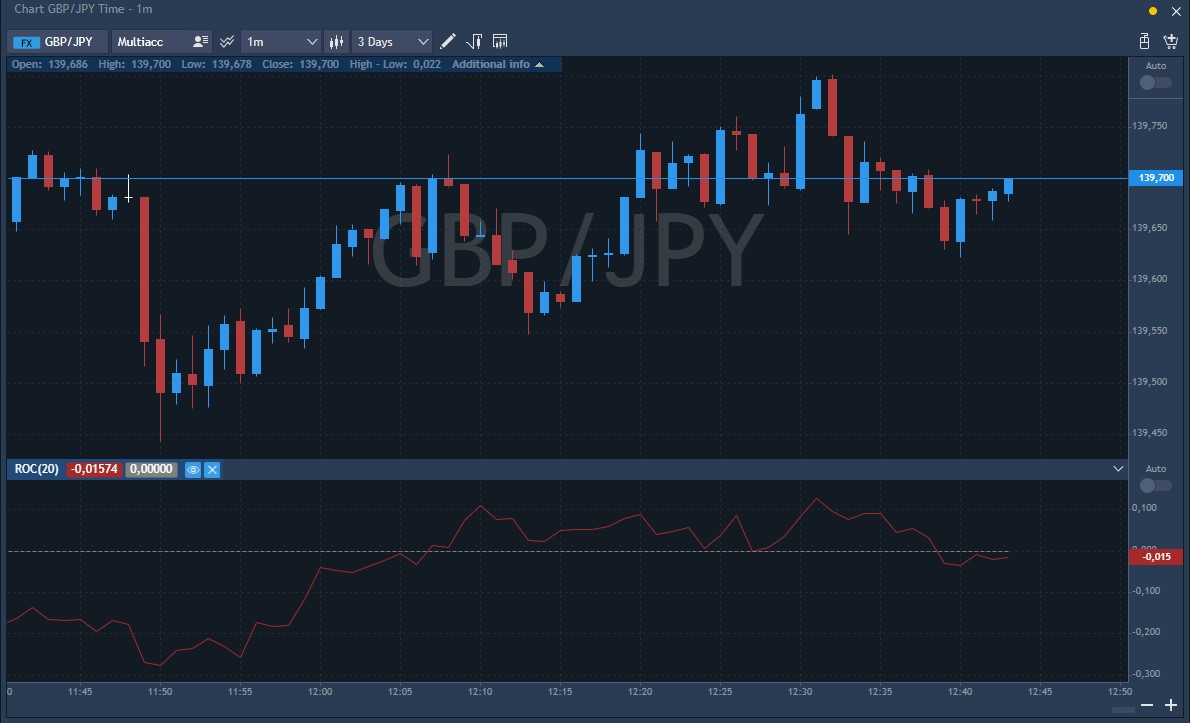 Chart GBP/JPY Time - 1m
FX GBP/JPY Multiacc 1m 3 Days
Open: 139,686 High: 139,700 Low: 139,678 Close: 139,700 High - Low: 0,022 Additional info
Auto
139,750
139,700
139,650
GBP/JPY
139,600
139,550
139,500
139,450
ROC(20) -0,01574 0,00000
Auto
0,100
0,000
-0,015
-0,100
-0,200
-0,300
0 11:45 11:50 11:55 12:00 12:05 12:10 12:15 12:20 12:25 12:30 12:35 12:40 12:45 12:50